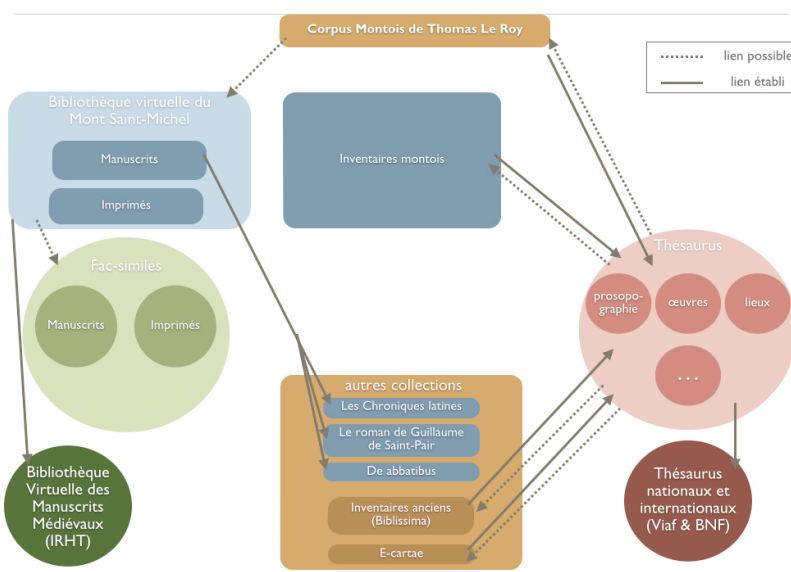 Corpus Montois de Thomas Le Roy
lien possible
lien établi
Bibliothèque virtuelle du
Mont Saint-Michel
Manuscrits
Imprimés
Inventaires montois
Thésaurus
prosopo-
graphie
œuvres
lieux
...
Fac-similés
Manuscrits
Imprimés
autres collections
Les Chroniques latines
Le roman de Guillaume
de Saint-Pair
De abbatibus
Inventaires anciens
(Biblissima)
E-cartae
Bibliothèque
Virtuelle des
Manuscrits
Médiévaux
(IRHT)
Thésaurus
nationaux et
internationaux
(Viaf & BNF)